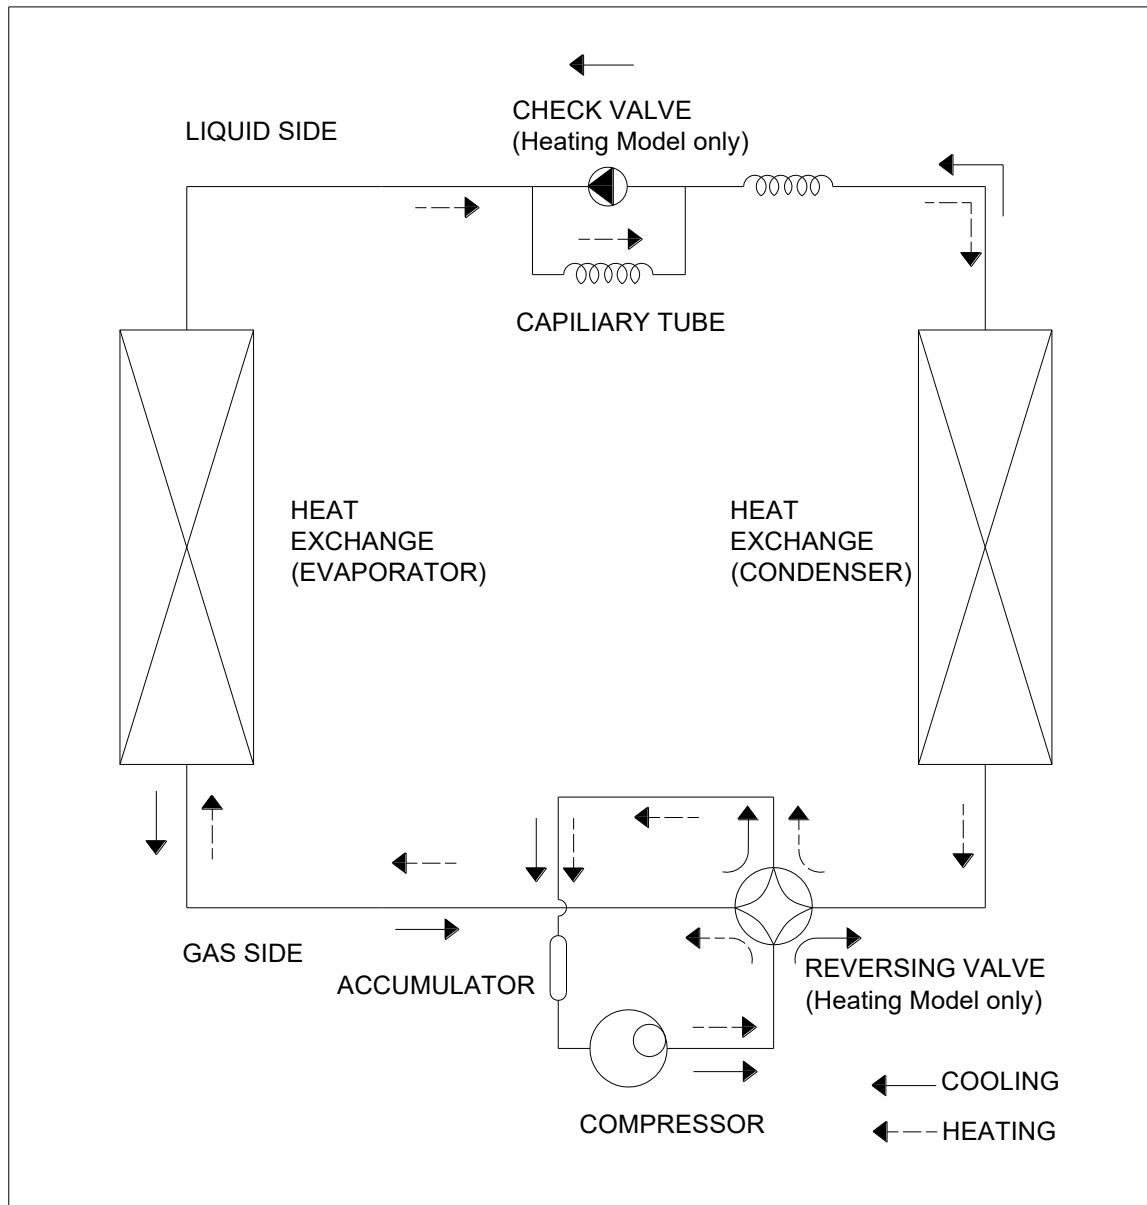 CHECK VALVE
(Heating Model only)
LIQUID SIDE
CAPILIARY TUBE
HEAT
EXCHANGE
(EVAPORATOR)
HEAT
EXCHANGE
(CONDENSER)
GAS SIDE
ACCUMULATOR
REVERSING VALVE
(Heating Model only)
COMPRESSOR
COOLING
HEATING